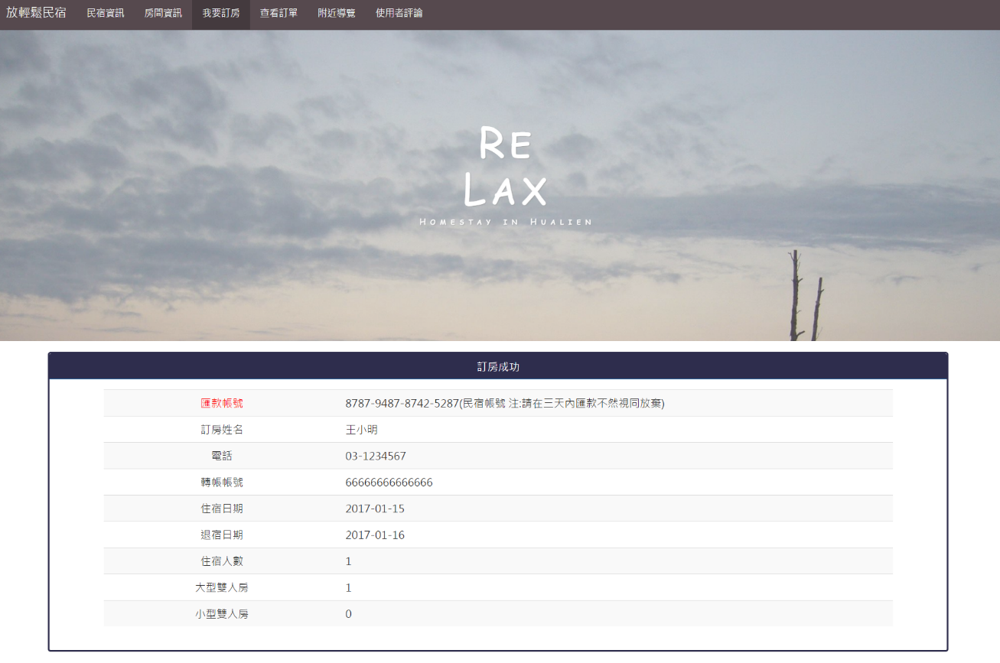 放輕鬆民宿 民宿資訊 房間資訊 我要訂房 查看訂單 附近導覽 使用者評論
RE
LAX
HOMESTAY IN HUALIEN
訂房成功
匯款帳號 8787-9487-8742-5287(民宿帳號 注:請在三天內匯款不然視同放棄)
訂房姓名 王小明
電話 03-1234567
轉帳帳號 66666666666666
住宿日期 2017-01-15
退宿日期 2017-01-16
住宿人數 1
大型雙人房 1
小型雙人房 0